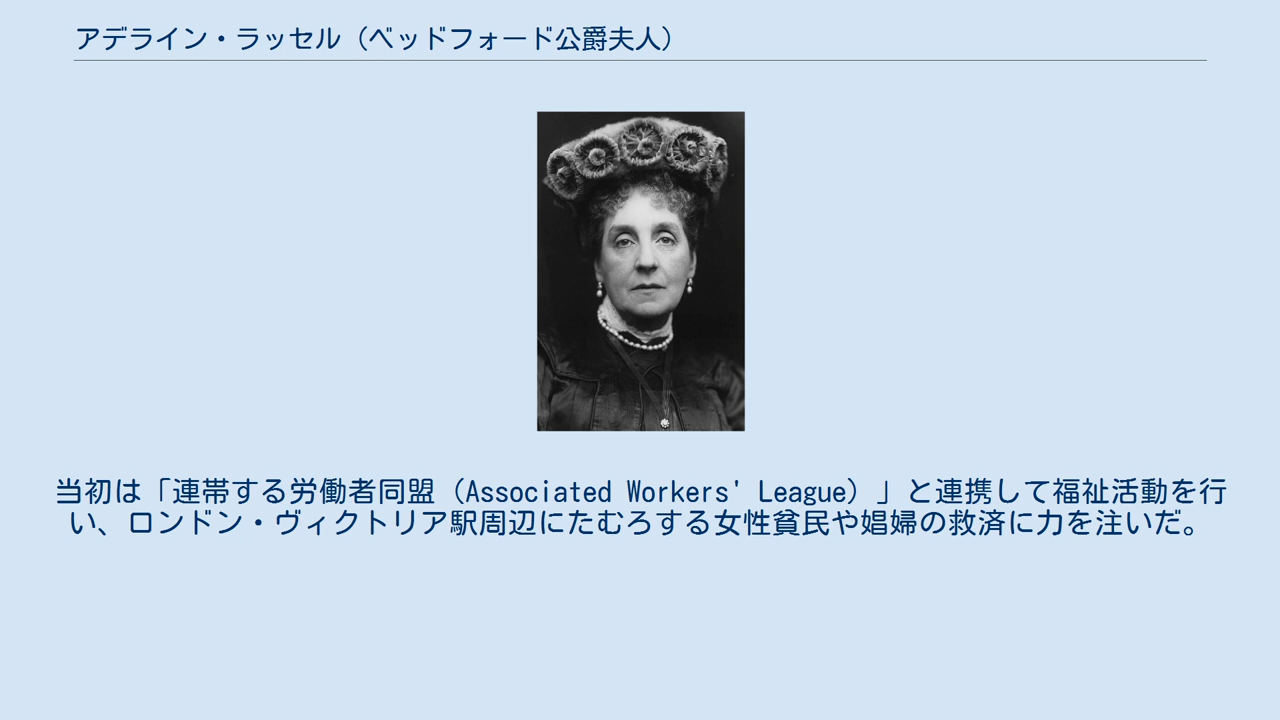 アデライン・ラッセル（ベッドフォード公爵夫人）
当初は「連帯する労働者同盟（Associated Workers' League）」と連携して福祉活動を行
い、ロンドン・ヴィクトリア駅周辺にたむろする女性貧民や娼婦の救済に力を注いだ。